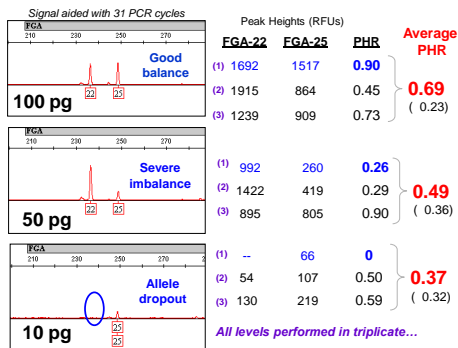 Signal aided with 31 PCR cycles
FGA
210 230 250 270
Good
balance
100 pg
22 25
FGA
210 230 250 270
Severe
imbalance
50 pg
22 25
FGA
210 230 250 270 2
Allele
dropout
10 pg
25
25
Peak Heights (RFUs)
FGA-22 FGA-25 PHR
Average
PHR
(1) 1692 1517 0.90
(2) 1915 864 0.45
(3) 1239 909 0.73
0.69
( 0.23)
(1) 992 260 0.26
(2) 1422 419 0.29
(3) 895 805 0.90
0.49
( 0.36)
(1) -- 66 0
(2) 54 107 0.50
(3) 130 219 0.59
0.37
( 0.32)
All levels performed in triplicate…